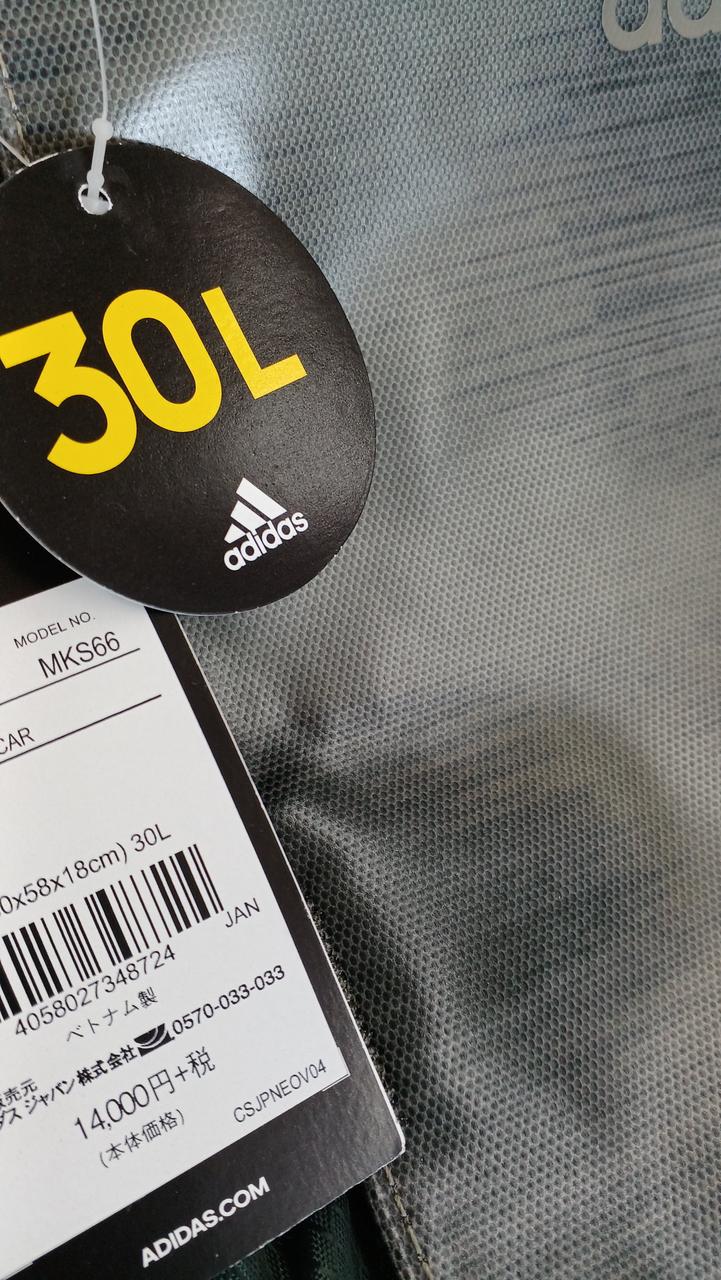 30L
adidas
MODEL NO.
MKS66
CAR
0x58x18cm) 30L
JAN
4058027348724
ベトナム製
売元
ダス ジャパン株式会社 0570-033-033
14,000円+税
(本体価格)
CSJPNEOV04
ADIDAS.COM